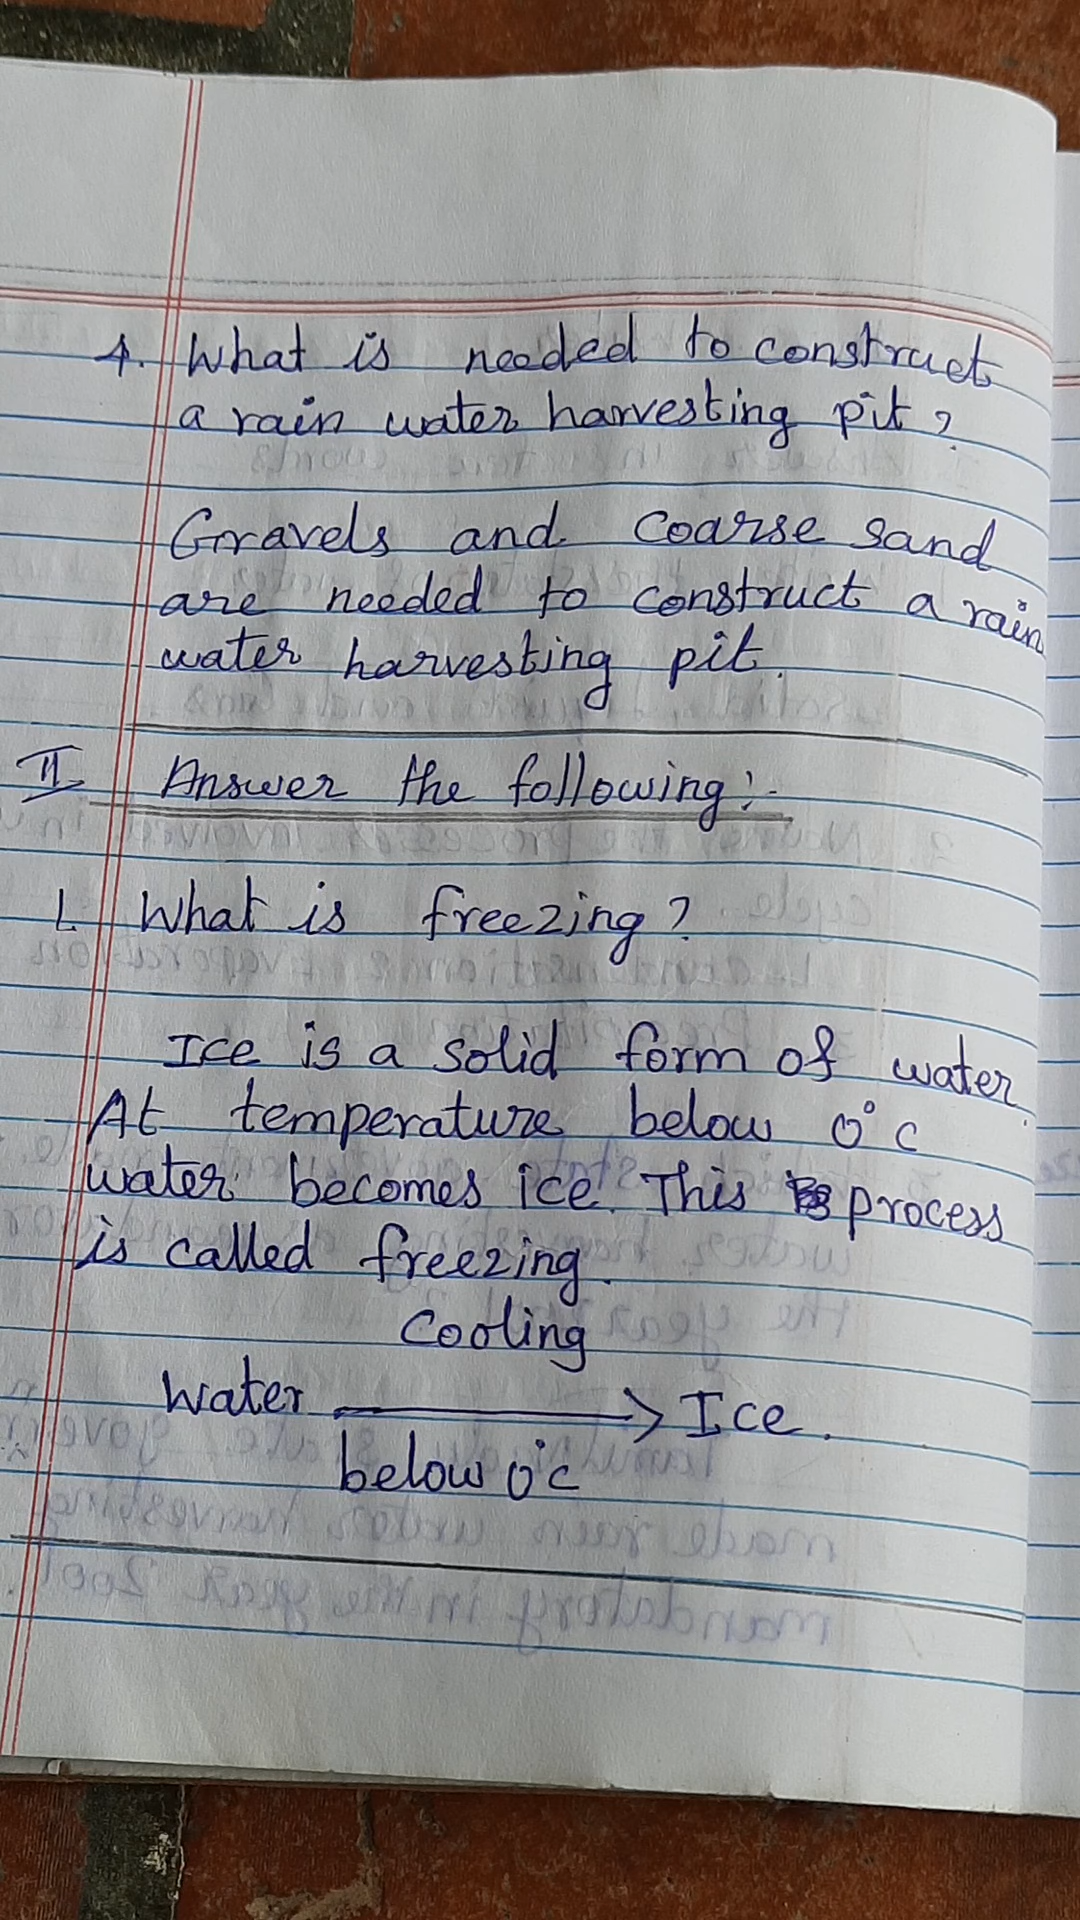 4. What is needed to construct
a rain water harvesting pit?
Gravels and coarse sand
are needed to construct a rain
water harvesting pit.
II Answer the following:-
1. What is freezing?
Ice is a solid form of water.
At temperature below 0°C
water becomes ice. This process
is called freezing.
Cooling
Water ⟶ Ice.
below 0°C